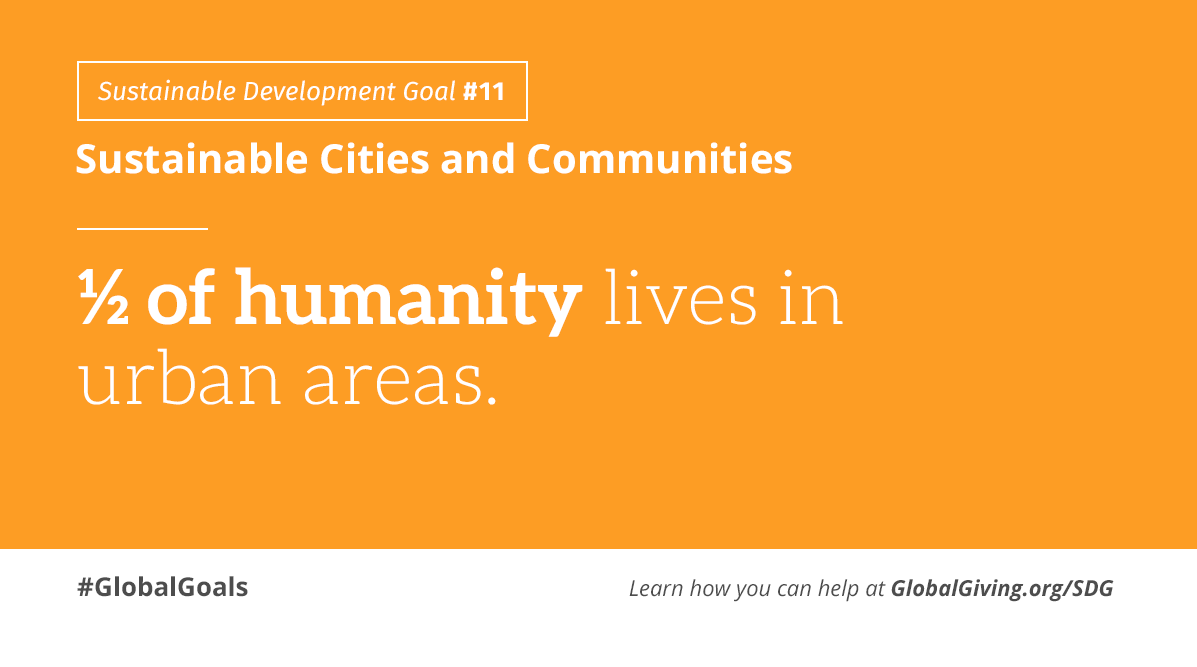 Sustainable Development Goal #11
Sustainable Cities and Communities
½ of humanity lives in
urban areas.
#GlobalGoals
Learn how you can help at GlobalGiving.org/SDG